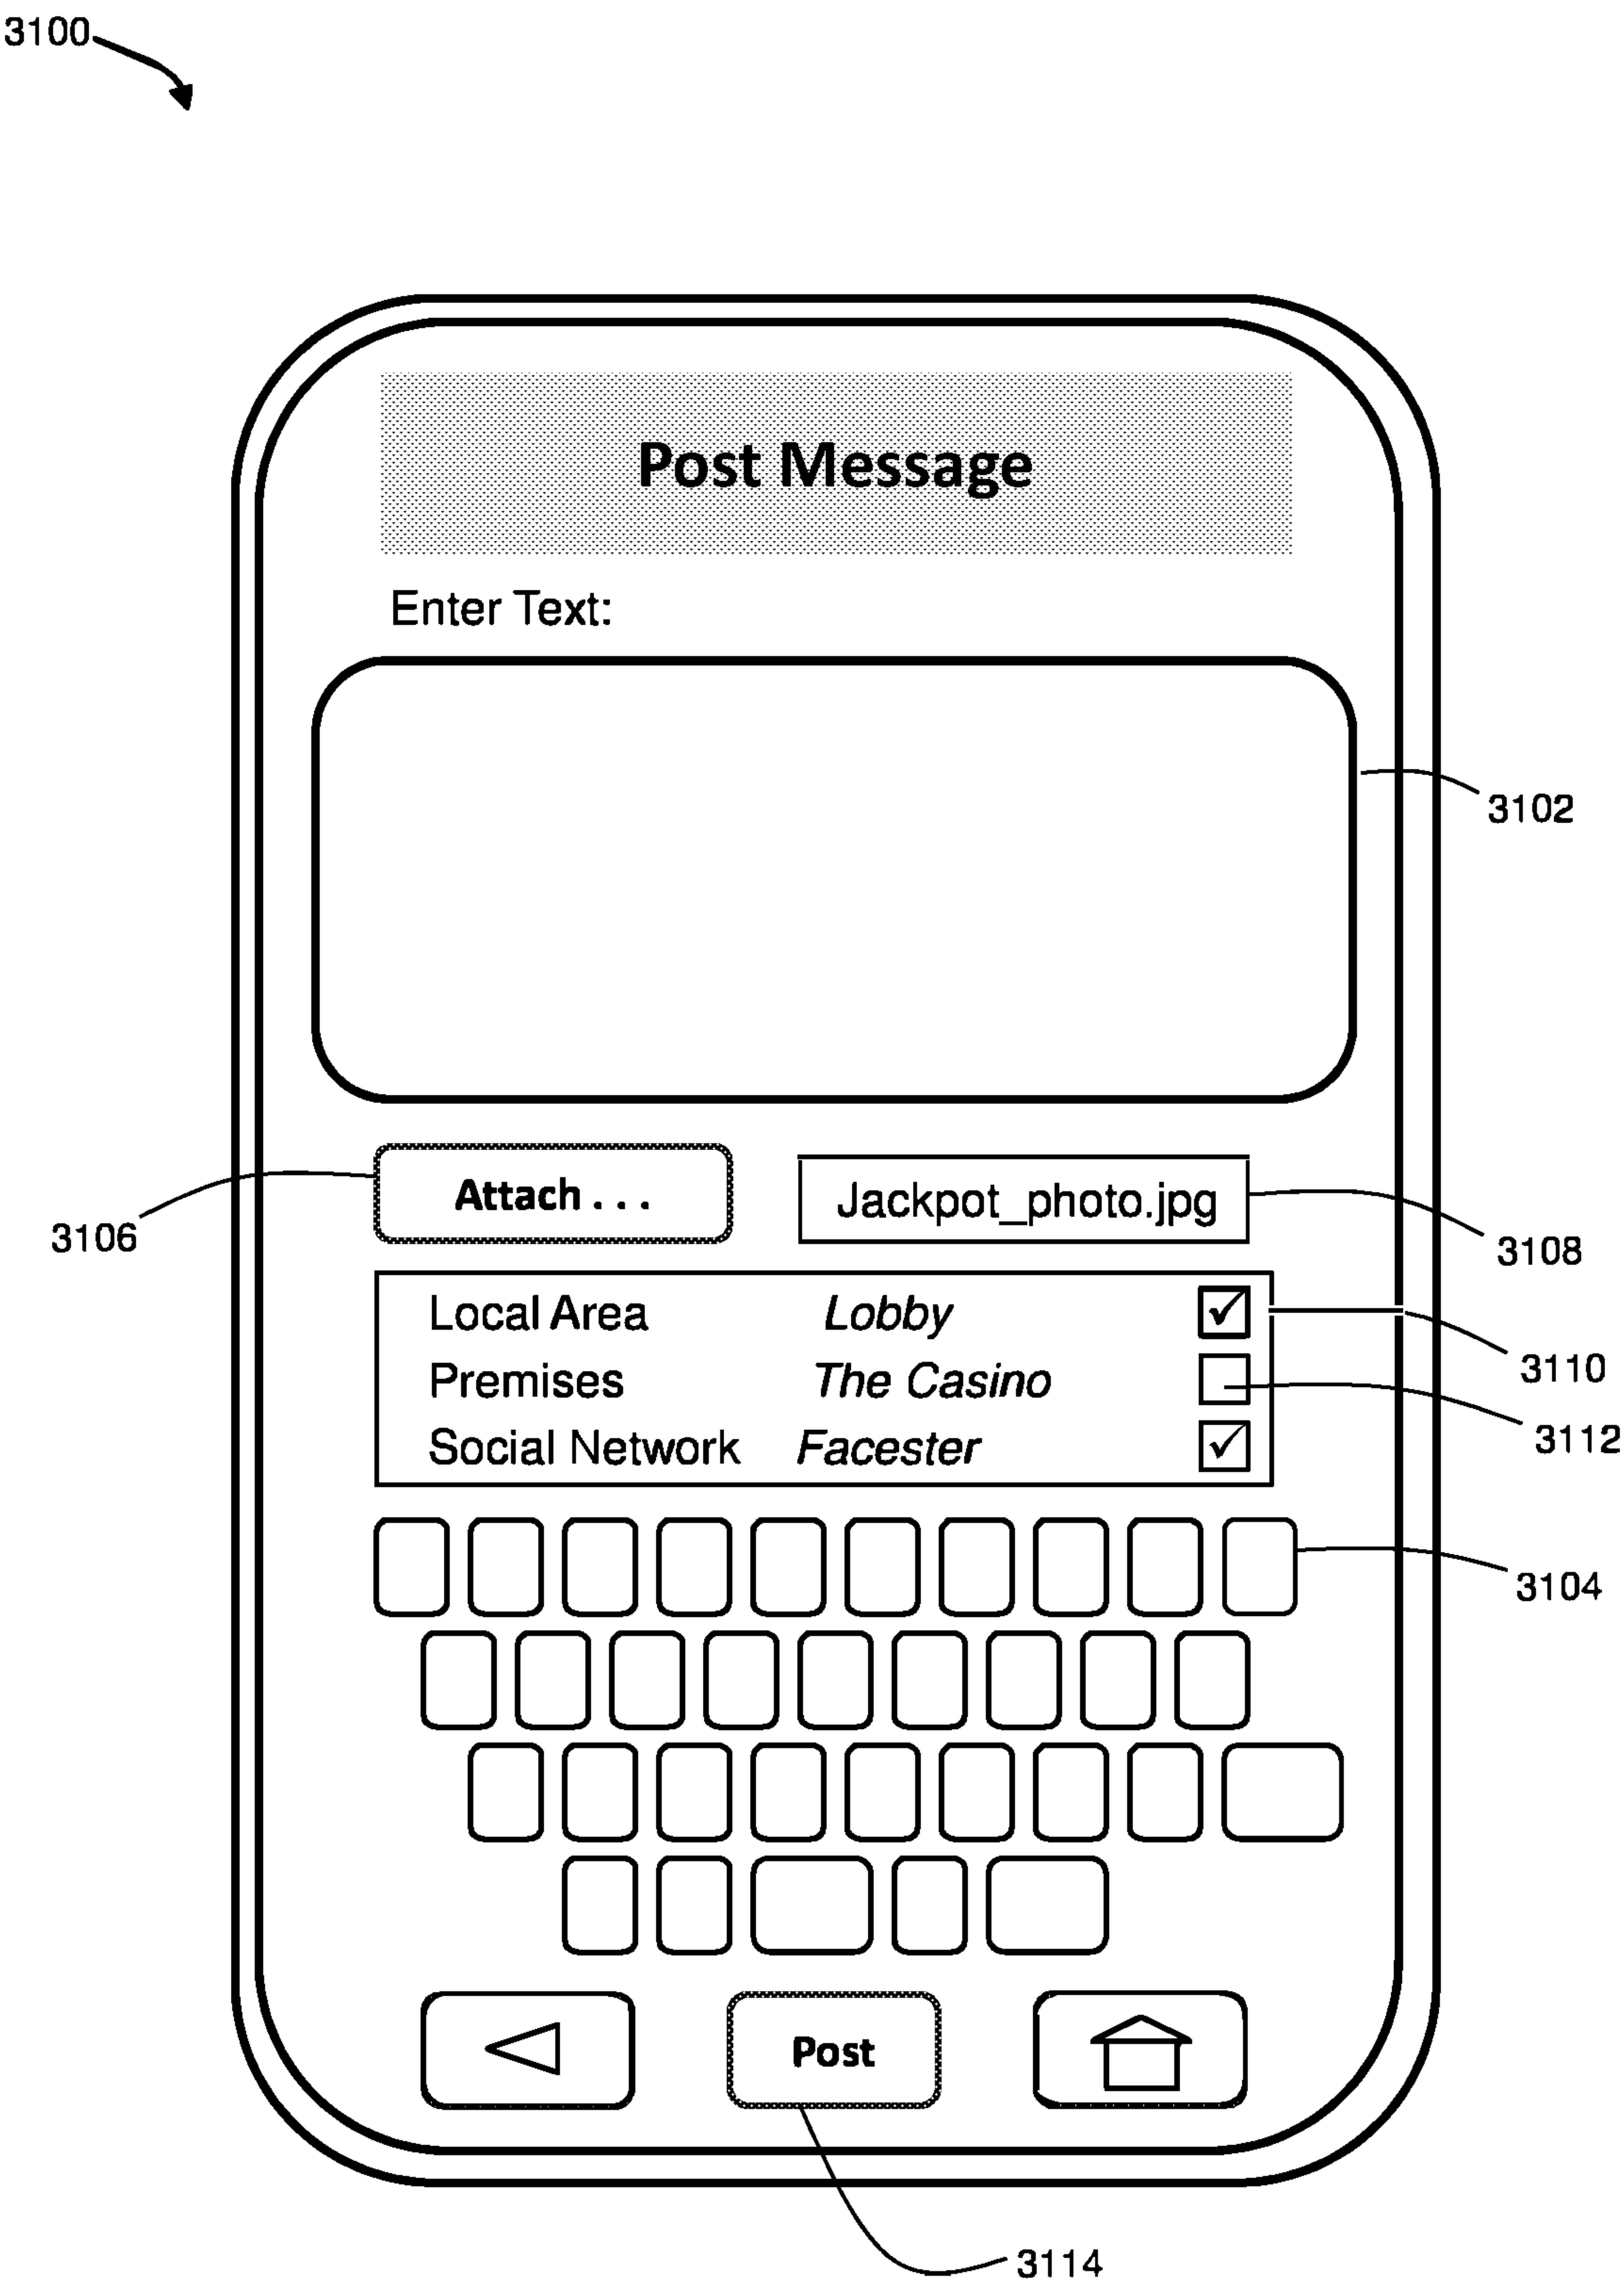 3100
Post Message
Enter Text:
3102
Attach . . .
Jackpot_photo.jpg
3106
3108
Local Area Lobby
3110
Premises The Casino
3112
Social Network Facester
3104
Post
3114